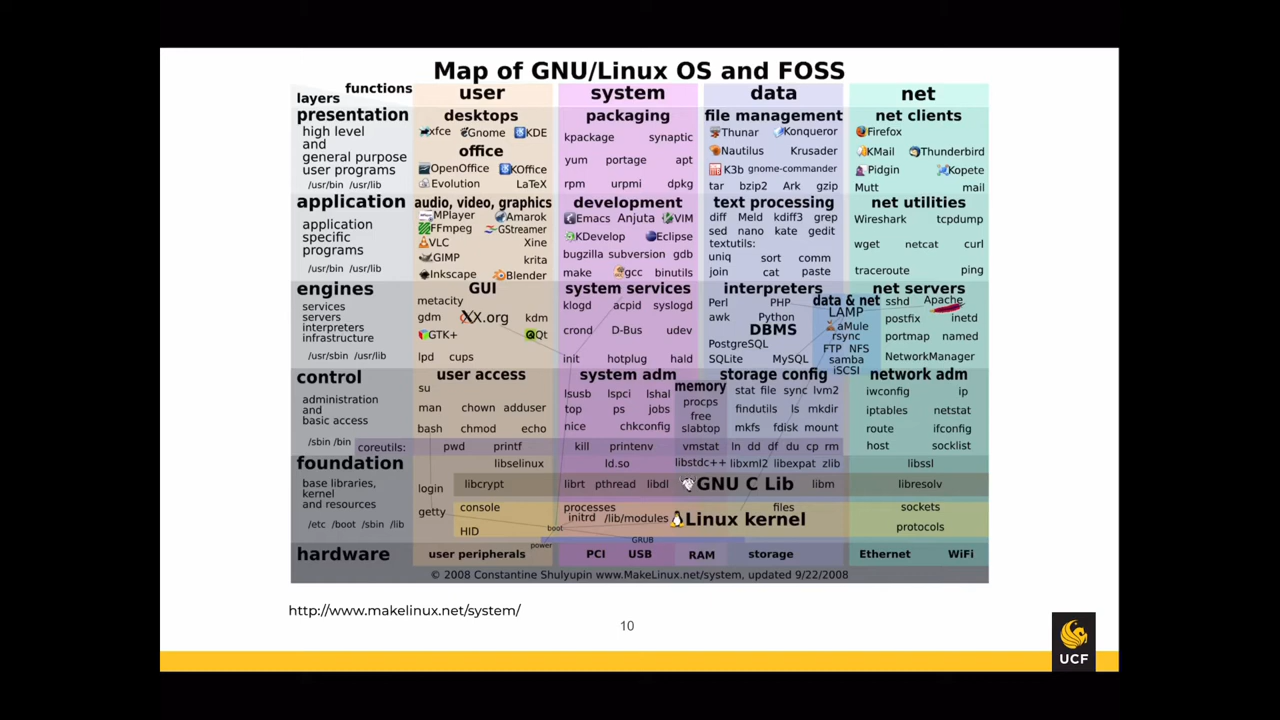 Map of GNU/Linux OS and FOSS
functions
layers
user
system
data
net
presentation
high level
and
general purpose
user programs
/usr/bin /usr/lib
desktops
xfce Gnome KDE
office
OpenOffice KOffice
Evolution LaTeX
packaging
kpackage synaptic
yum portage apt
rpm urpmi dpkg
file management
Thunar Konqueror
Nautilus Krusader
K3b gnome-commander
tar bzip2 Ark gzip
net clients
Firefox
KMail Thunderbird
Pidgin Kopete
Mutt mail
application
application
specific
programs
/usr/bin /usr/lib
audio, video, graphics
MPlayer Amarok
FFmpeg GStreamer
VLC Xine
GIMP krita
Inkscape Blender
development
Emacs Anjuta VIM
KDevelop Eclipse
bugzilla subversion gdb
make gcc binutils
text processing
diff Meld kdiff3 grep
sed nano kate gedit
textutils:
uniq sort comm
join cat paste
net utilities
Wireshark tcpdump
wget netcat curl
traceroute ping
engines
services
servers
interpreters
infrastructure
/usr/sbin /usr/lib
GUI
metacity
gdm X.org kdm
GTK+ Qt
lpd cups
system services
klogd acpid syslogd
crond D-Bus udev
init hotplug hald
interpreters
Perl PHP
awk Python
DBMS
PostgreSQL
SQLite MySQL
data & net
LAMP
aMule
rsync
FTP NFS
samba
iSCSI
net servers
sshd Apache
postfix inetd
portmap named
NetworkManager
control
administration
and
basic access
/sbin /bin
user access
su
man chown adduser
bash chmod echo
system adm
lsusb lspci lshal
top ps jobs
nice chkconfig
memory
procps
free
slabtop
storage config
stat file sync lvm2
findutils ls mkdir
mkfs fdisk mount
network adm
iwconfig ip
iptables netstat
route ifconfig
host socklist
coreutils: pwd printf kill printenv vmstat ln dd df du cp rm
foundation
base libraries,
kernel
and resources
/etc /boot /sbin /lib
libselinux ld.so libstdc++ libxml2 libexpat zlib libssl
login libcrypt librt pthread libdl GNU C Lib libm libresolv
getty
console processes files sockets
initrd /lib/modules Linux kernel
HID boot protocols
GRUB
power
hardware user peripherals PCI USB RAM storage Ethernet WiFi
© 2008 Constantine Shulyupin www.MakeLinux.net/system, updated 9/22/2008
http://www.makelinux.net/system/
10
UCF